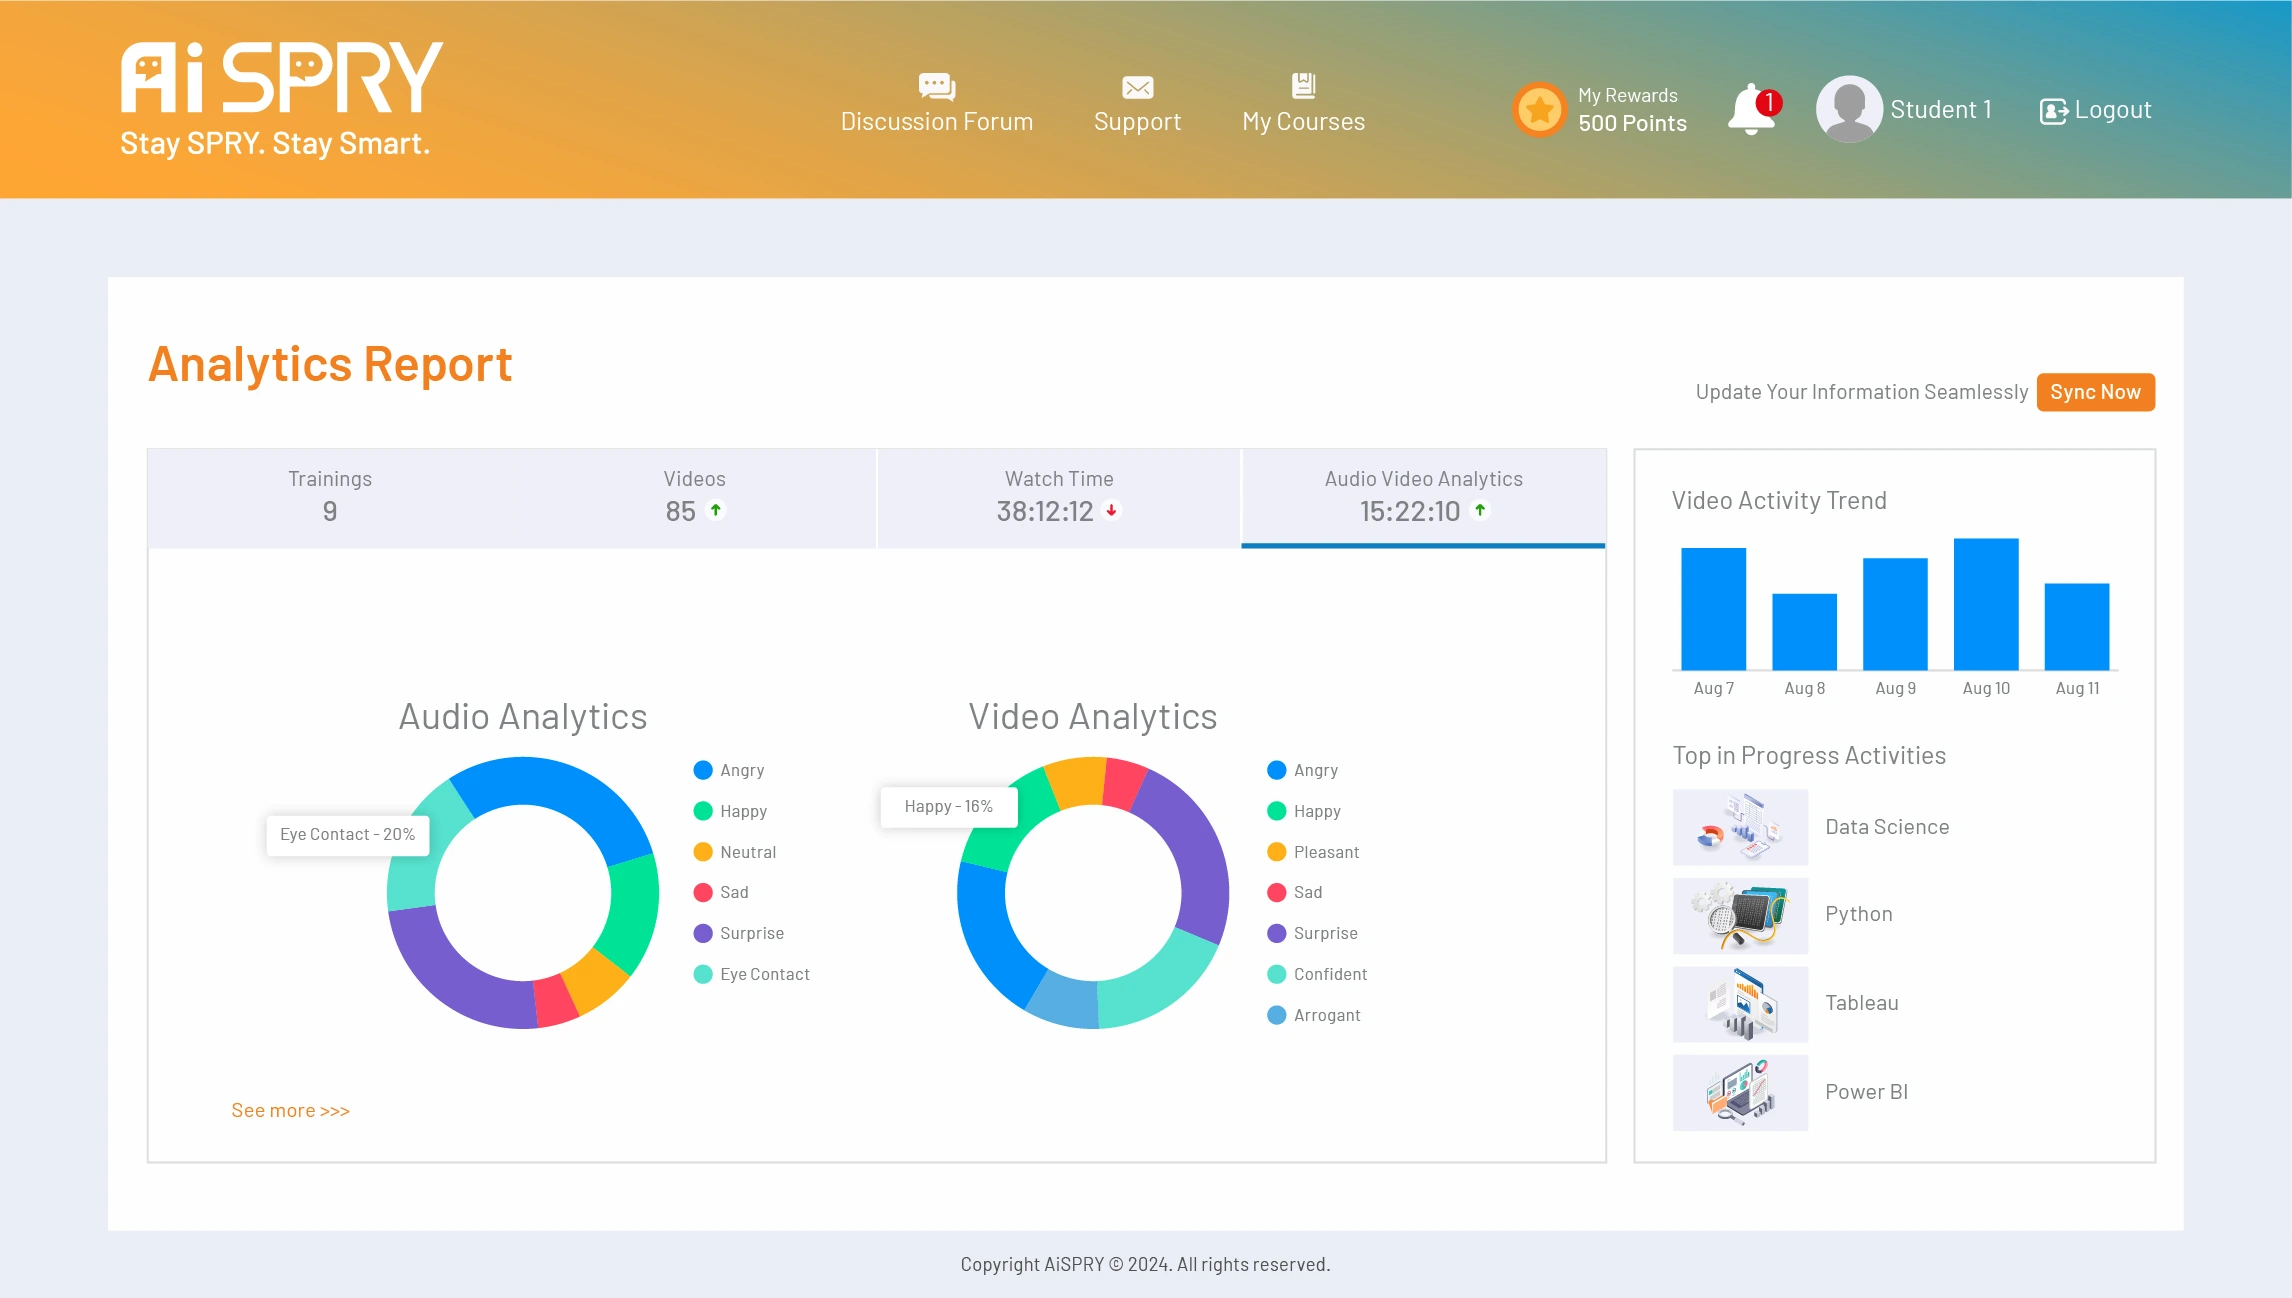 AiSPRY
Stay SPRY. Stay Smart.
Discussion Forum
Support
My Courses
My Rewards
500 Points
1
Student 1
Logout
Analytics Report
Update Your Information Seamlessly
Sync Now
Trainings
9
Videos
85
Watch Time
38:12:12
Audio Video Analytics
15:22:10
Audio Analytics
Eye Contact - 20%
Angry
Happy
Neutral
Sad
Surprise
Eye Contact
Video Analytics
Happy - 16%
Angry
Happy
Pleasant
Sad
Surprise
Confident
Arrogant
See more >>>
Video Activity Trend
Aug 7 Aug 8 Aug 9 Aug 10 Aug 11
Top in Progress Activities
Data Science
Python
Tableau
Power BI
Copyright AiSPRY © 2024. All rights reserved.